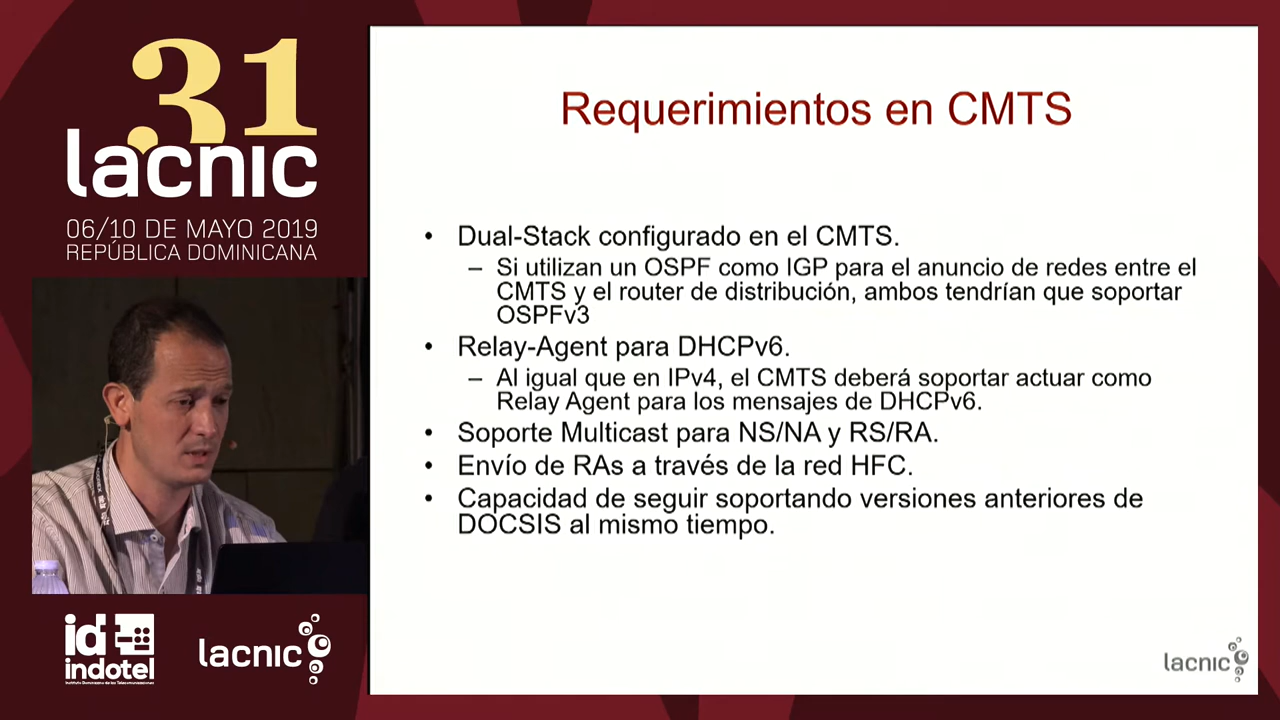 31
lacnic
06/10 DE MAYO 2019
REPÚBLICA DOMINICANA
id
indotel
lacnic
Requerimientos en CMTS
• Dual-Stack configurado en el CMTS.
– Si utilizan un OSPF como IGP para el anuncio de redes entre el
CMTS y el router de distribución, ambos tendrían que soportar
OSPFv3
• Relay-Agent para DHCPv6.
– Al igual que en IPv4, el CMTS deberá soportar actuar como
Relay Agent para los mensajes de DHCPv6.
• Soporte Multicast para NS/NA y RS/RA.
• Envío de RAs a través de la red HFC.
• Capacidad de seguir soportando versiones anteriores de
DOCSIS al mismo tiempo.
lacnic